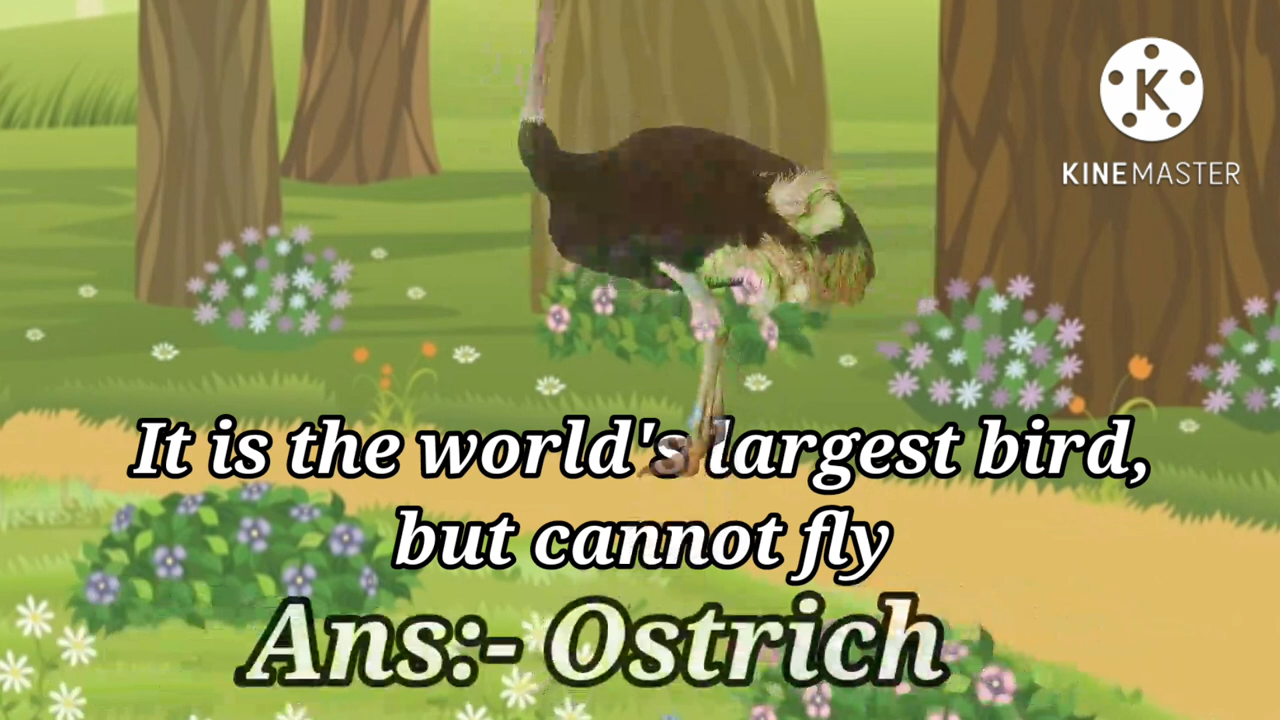 K
KINEMASTER
It is the world's largest bird,
but cannot fly
Ans:- Ostrich